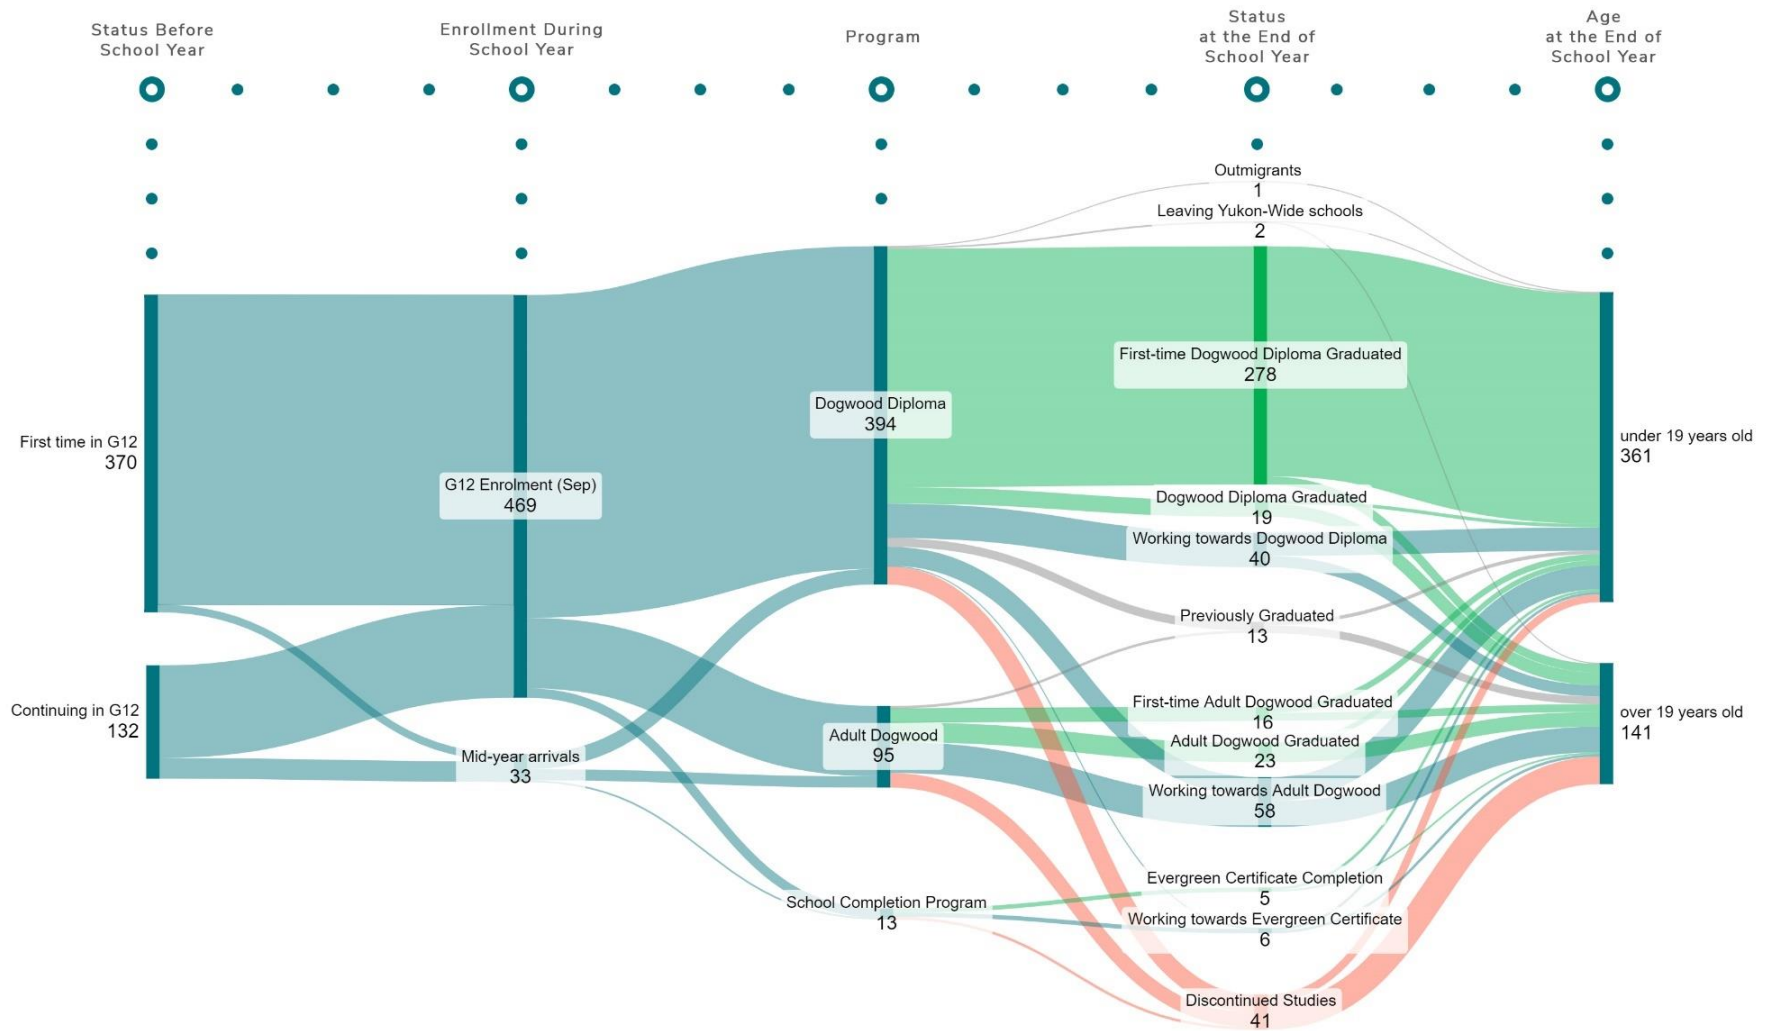 Status Before
School Year
Enrollment During
School Year
Program
Status
at the End of
School Year
Age
at the End of
School Year
Outmigrants
1
Leaving Yukon-Wide schools
2
First-time Dogwood Diploma Graduated
278
Dogwood Diploma
394
First time in G12
370
under 19 years old
361
G12 Enrolment (Sep)
469
Dogwood Diploma Graduated
19
Working towards Dogwood Diploma
40
Previously Graduated
13
First-time Adult Dogwood Graduated
16
Continuing in G12
132
over 19 years old
141
Adult Dogwood
95
Adult Dogwood Graduated
23
Mid-year arrivals
33
Working towards Adult Dogwood
58
Evergreen Certificate Completion
5
School Completion Program
13
Working towards Evergreen Certificate
6
Discontinued Studies
41